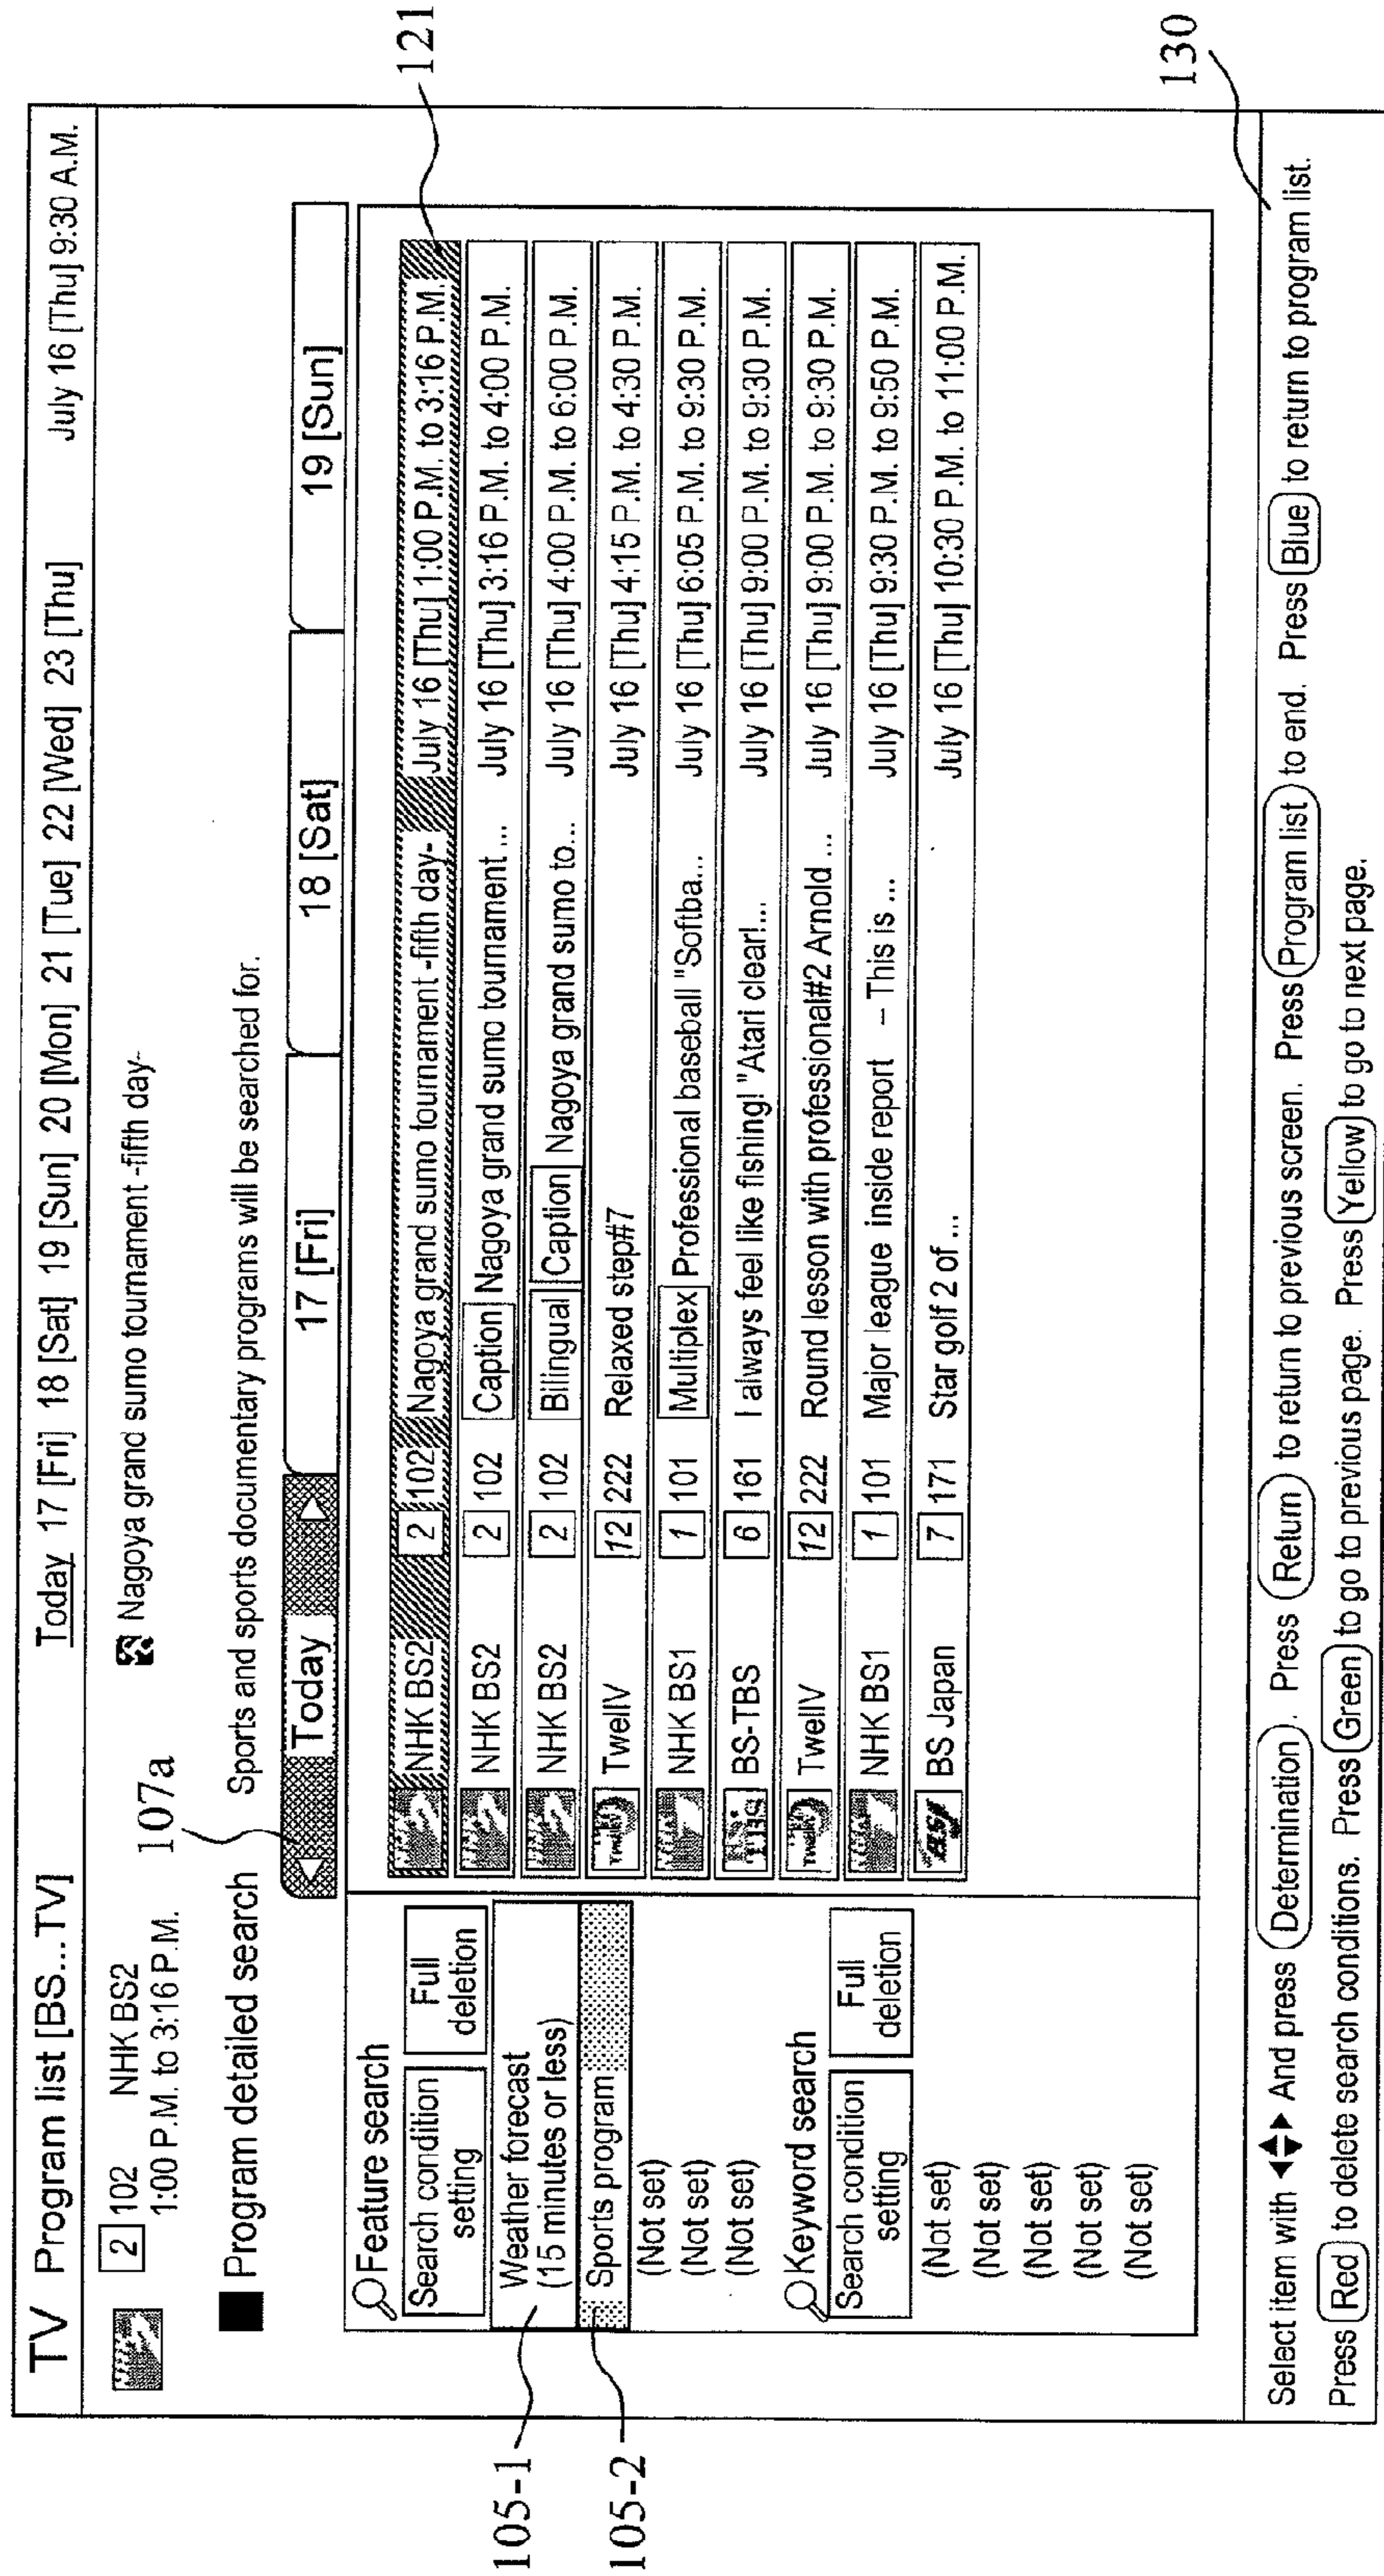 TV Program list [BS...TV] Today 17 [Fri] 18 [Sat] 19 [Sun] 20 [Mon] 21 [Tue] 22 [Wed] 23 [Thu] July 16 [Thu] 9:30 A.M.
2 102 NHK BS2 Nagoya grand sumo tournament -fifth day-
1:00 P.M. to 3:16 P.M.
107a
Program detailed search Sports and sports documentary programs will be searched for.
Today 17 [Fri] 18 [Sat] 19 [Sun]
Feature search
Search condition setting
Full deletion
105-1
Weather forecast
(15 minutes or less)
105-2
Sports program
(Not set)
(Not set)
(Not set)
Keyword search
Search condition setting
Full deletion
(Not set)
(Not set)
(Not set)
(Not set)
(Not set)
121
NHK BS2 2 102 Nagoya grand sumo tournament -fifth day- July 16 [Thu] 1:00 P.M. to 3:16 P.M.
NHK BS2 2 102 Caption Nagoya grand sumo tournament ... July 16 [Thu] 3:16 P.M. to 4:00 P.M.
NHK BS2 2 102 Bilingual Caption Nagoya grand sumo to... July 16 [Thu] 4:00 P.M. to 6:00 P.M.
TwellV TwellV 12 222 Relaxed step#7 July 16 [Thu] 4:15 P.M. to 4:30 P.M.
NHK BS1 1 101 Multiplex Professional baseball "Softba... July 16 [Thu] 6:05 P.M. to 9:30 P.M.
BS-TBS 6 161 I always feel like fishing! "Atari clear!... July 16 [Thu] 9:00 P.M. to 9:30 P.M.
TwellV TwellV 12 222 Round lesson with professional#2 Arnold ... July 16 [Thu] 9:00 P.M. to 9:30 P.M.
NHK BS1 1 101 Major league inside report – This is ... July 16 [Thu] 9:30 P.M. to 9:50 P.M.
BS Japan 7 171 Star golf 2 of ... July 16 [Thu] 10:30 P.M. to 11:00 P.M.
130
Select item with And press Determination . Press Return to return to previous screen. Press Program list to end. Press Blue to return to program list.
Press Red to delete search conditions. Press Green to go to previous page. Press Yellow to go to next page.